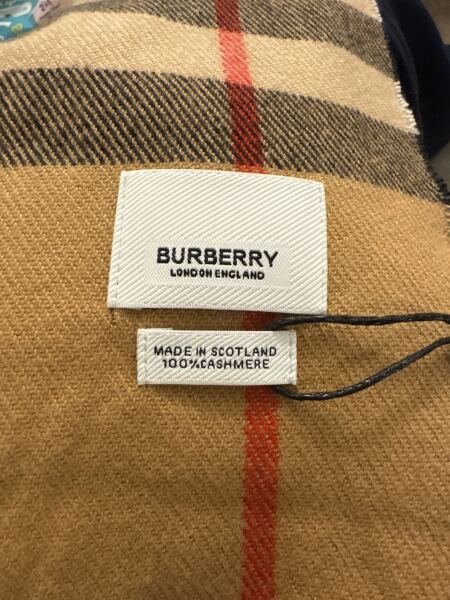 BURBERRY
LONDON ENGLAND
MADE IN SCOTLAND
100%CASHMERE